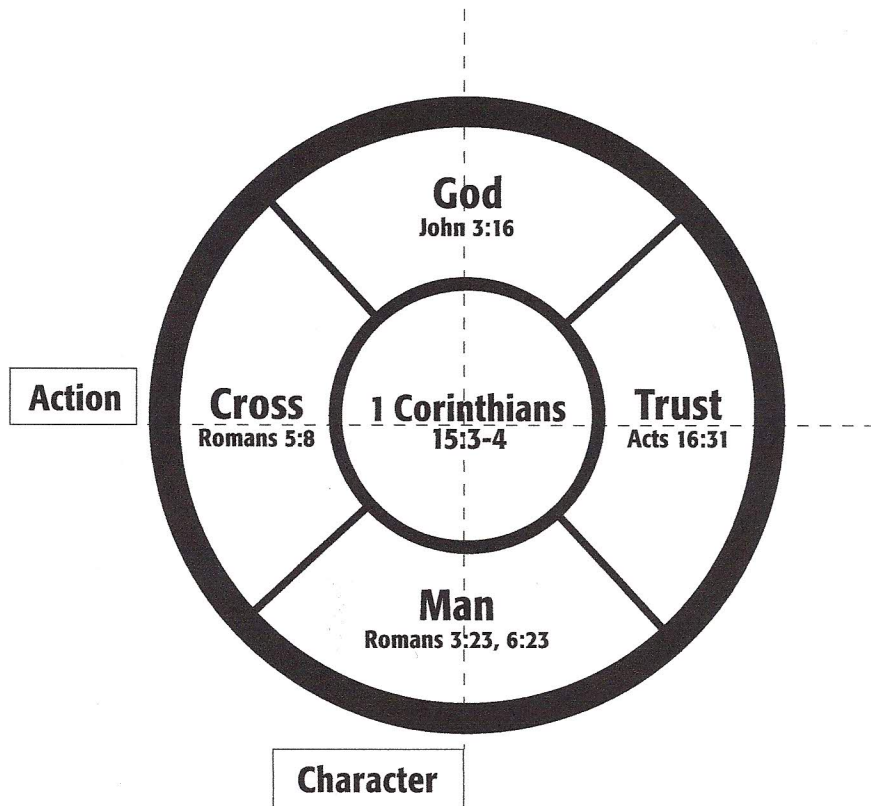 God
John 3:16
Action
Cross
Romans 5:8
1 Corinthians
15:3-4
Trust
Acts 16:31
Man
Romans 3:23, 6:23
Character